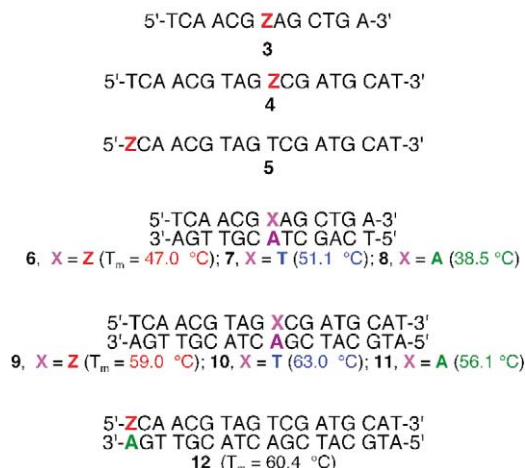 5'-TCA ACG ZAG CTG A-3'
3
5'-TCA ACG TAG ZCG ATG CAT-3'
4
5'-ZCA ACG TAG TCG ATG CAT-3'
5
5'-TCA ACG XAG CTG A-3'
3'-AGT TGC ATC GAC T-5'
6, X = Z (Tm = 47.0 °C); 7, X = T (51.1 °C); 8, X = A (38.5 °C)
5'-TCA ACG TAG XCG ATG CAT-3'
3'-AGT TGC ATC AGC TAC GTA-5'
9, X = Z (Tm = 59.0 °C); 10, X = T (63.0 °C); 11, X = A (56.1 °C)
5'-ZCA ACG TAG TCG ATG CAT-3'
3'-AGT TGC ATC AGC TAC GTA-5'
12 (Tm = 60.4 °C)